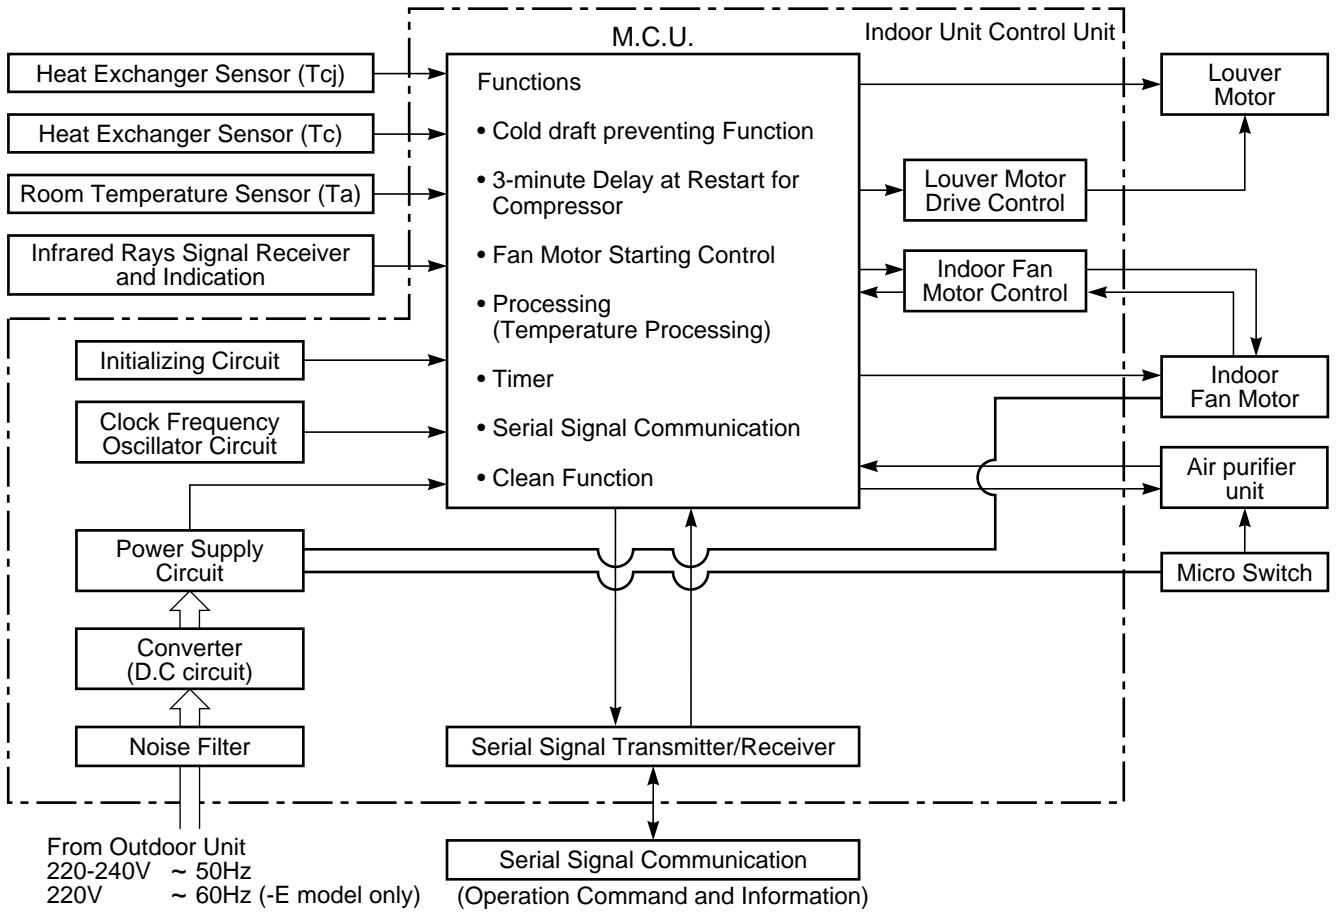 M.C.U.
Indoor Unit Control Unit
Heat Exchanger Sensor (Tcj)
Heat Exchanger Sensor (Tc)
Room Temperature Sensor (Ta)
Infrared Rays Signal Receiver
and Indication
Initializing Circuit
Clock Frequency
Oscillator Circuit
Power Supply
Circuit
Converter
(D.C circuit)
Noise Filter
From Outdoor Unit
220-240V ~ 50Hz
220V ~ 60Hz (-E model only)
Functions
• Cold draft preventing Function
• 3-minute Delay at Restart for
Compressor
• Fan Motor Starting Control
• Processing
(Temperature Processing)
• Timer
• Serial Signal Communication
• Clean Function
Serial Signal Transmitter/Receiver
Serial Signal Communication
(Operation Command and Information)
Louver Motor
Drive Control
Indoor Fan
Motor Control
Louver
Motor
Indoor
Fan Motor
Air purifier
unit
Micro Switch